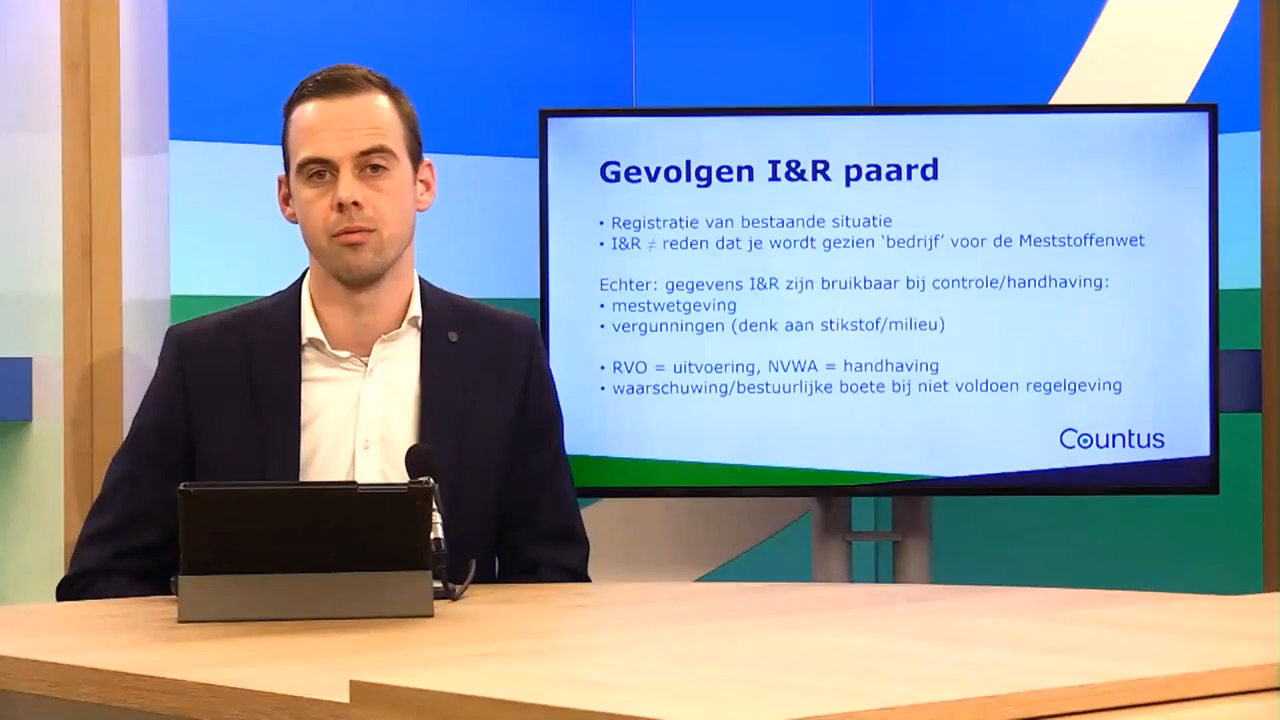 Gevolgen I&R paard
• Registratie van bestaande situatie
• I&R ≠ reden dat je wordt gezien ‘bedrijf’ voor de Meststoffenwet
Echter: gegevens I&R zijn bruikbaar bij controle/handhaving:
• mestwetgeving
• vergunningen (denk aan stikstof/milieu)
• RVO = uitvoering, NVWA = handhaving
• waarschuwing/bestuurlijke boete bij niet voldoen regelgeving
Countus